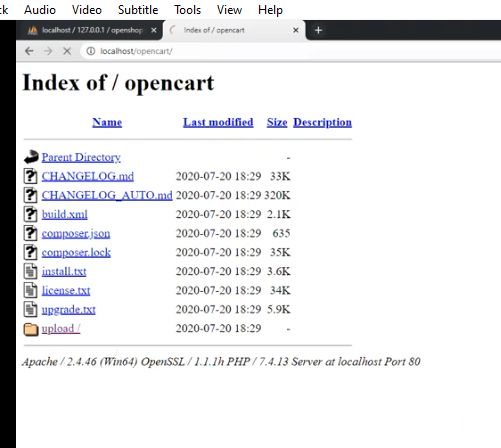 Audio Video Subtitle Tools View Help
localhost / 127.0.0.1 / openshop
Index of / opencart
localhost/opencart/
Index of / opencart
Name Last modified Size Description
Parent Directory -
CHANGELOG.md 2020-07-20 18:29 33K
CHANGELOG_AUTO.md 2020-07-20 18:29 320K
build.xml 2020-07-20 18:29 2.1K
composer.json 2020-07-20 18:29 635
composer.lock 2020-07-20 18:29 35K
install.txt 2020-07-20 18:29 3.6K
license.txt 2020-07-20 18:29 34K
upgrade.txt 2020-07-20 18:29 5.9K
upload / 2020-07-20 18:29 -
Apache / 2.4.46 (Win64) OpenSSL / 1.1.1h PHP / 7.4.13 Server at localhost Port 80